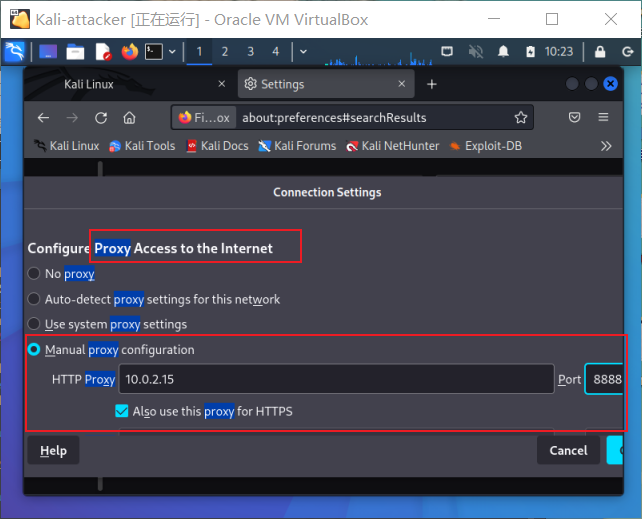 Kali-attacker [正在运行] - Oracle VM VirtualBox
1 2 3 4 10:23
Kali Linux Settings
Fi…ox about:preferences#searchResults
Kali Linux Kali Tools Kali Docs Kali Forums Kali NetHunter Exploit-DB
Connection Settings
Configure Proxy Access to the Internet
No proxy
Auto-detect proxy settings for this network
Use system proxy settings
Manual proxy configuration
HTTP Proxy 10.0.2.15 Port 8888
Also use this proxy for HTTPS
Help Cancel